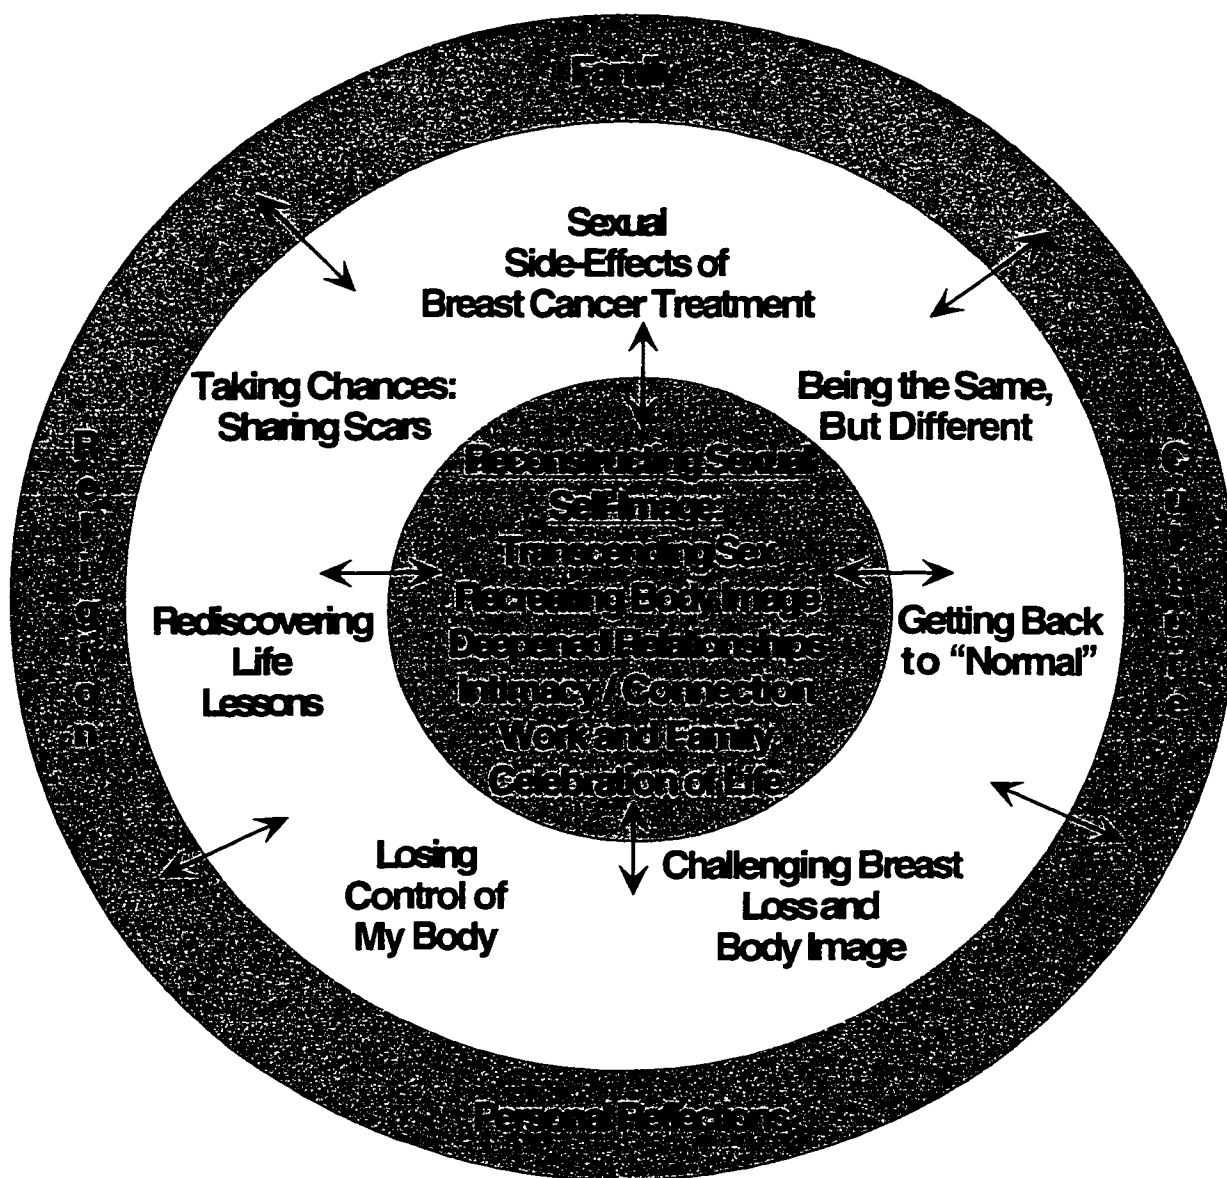 Family
Sexual
Side-Effects of
Breast Cancer Treatment
Taking Chances:
Sharing Scars
Being the Same,
But Different
Religion
Culture
Reconstructing Sexual
Self-Image:
Transcending Sex
Recreating Body Image
Deepened Relationships
Intimacy / Connection
Work and Family
Celebration of Life
Rediscovering
Life
Lessons
Getting Back
to “Normal”
Losing
Control of
My Body
Challenging Breast
Loss and
Body Image
Personal Reflections